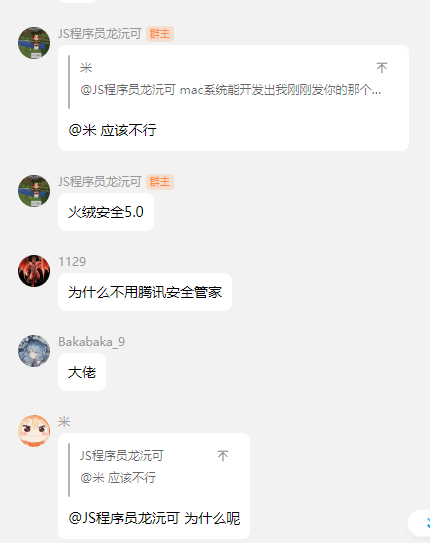 JS程序员龙沅可 群主
米
@JS程序员龙沅可 mac系统能开发出我刚刚发你的那个...
@米 应该不行
JS程序员龙沅可 群主
火绒安全5.0
1129
为什么不用腾讯安全管家
Bakabaka_9
大佬
米
JS程序员龙沅可
@米 应该不行
@JS程序员龙沅可 为什么呢